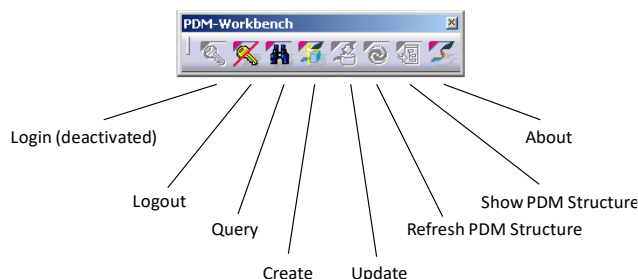 PDM-Workbench
Login (deactivated)
About
Logout
Show PDM Structure
Query
Refresh PDM Structure
Create
Update